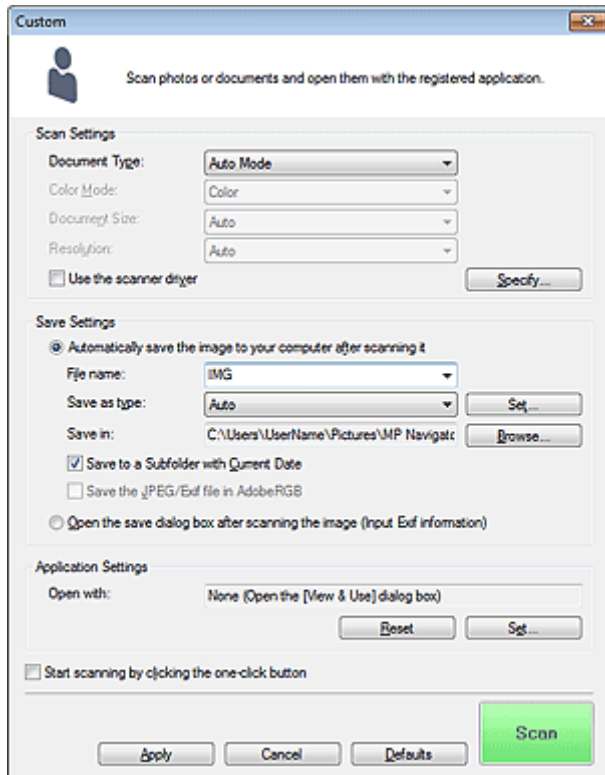 Custom
Scan photos or documents and open them with the registered application.
Scan Settings
Document Type: Auto Mode
Color Mode: Color
Document Size: Auto
Resolution: Auto
Use the scanner driver Specify...
Save Settings
Automatically save the image to your computer after scanning it
File name: IMG
Save as type: Auto Set...
Save in: C:\Users\UserName\Pictures\MP Navigatc Browse...
Save to a Subfolder with Current Date
Save the JPEG/Exif file in AdobeRGB
Open the save dialog box after scanning the image (Input Exif information)
Application Settings
Open with: None (Open the [View & Use] dialog box)
Reset Set...
Start scanning by clicking the one-click button
Scan
Apply Cancel Defaults